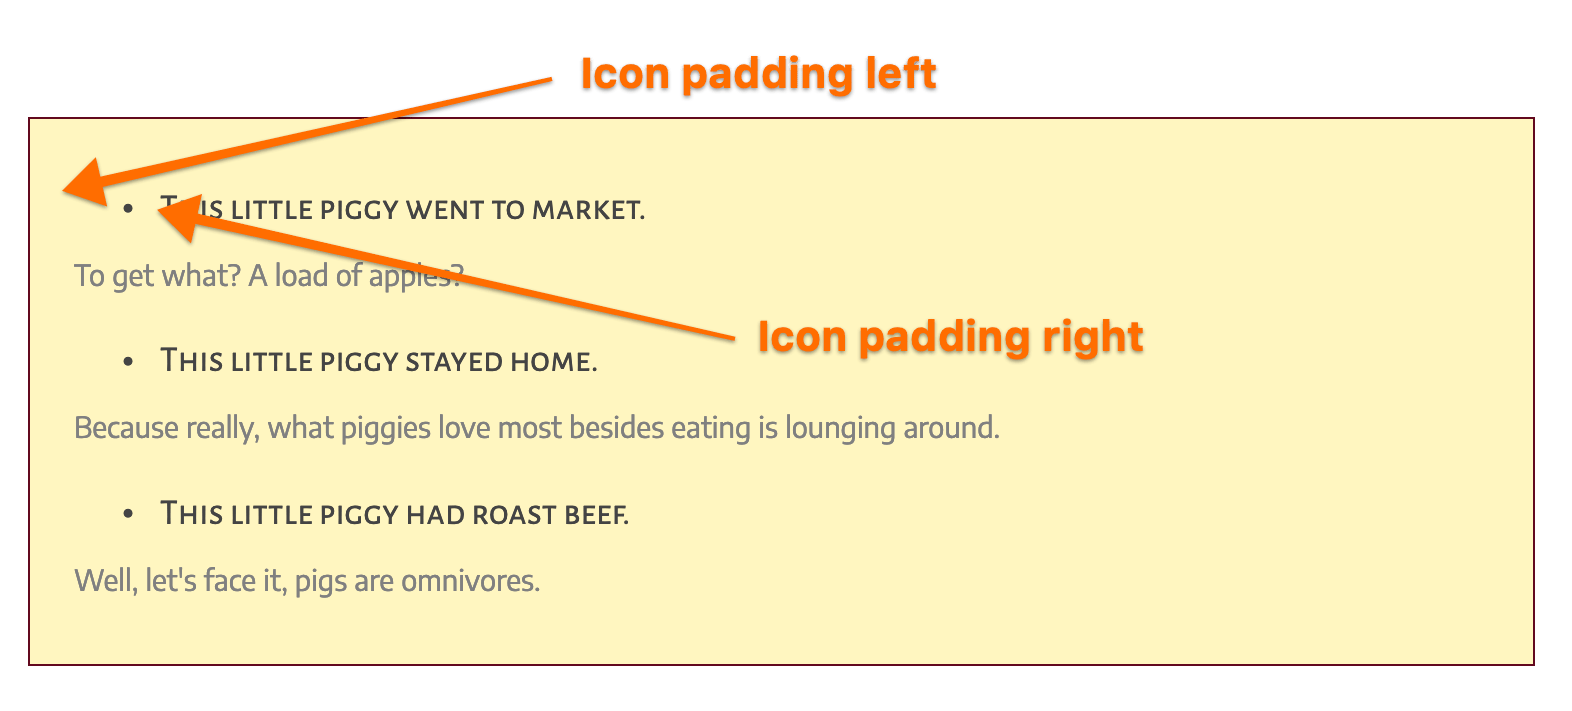 Icon padding left
• This little piggy went to market.
To get what? A load of apples?
Icon padding right
• This little piggy stayed home.
Because really, what piggies love most besides eating is lounging around.
• This little piggy had roast beef.
Well, let's face it, pigs are omnivores.